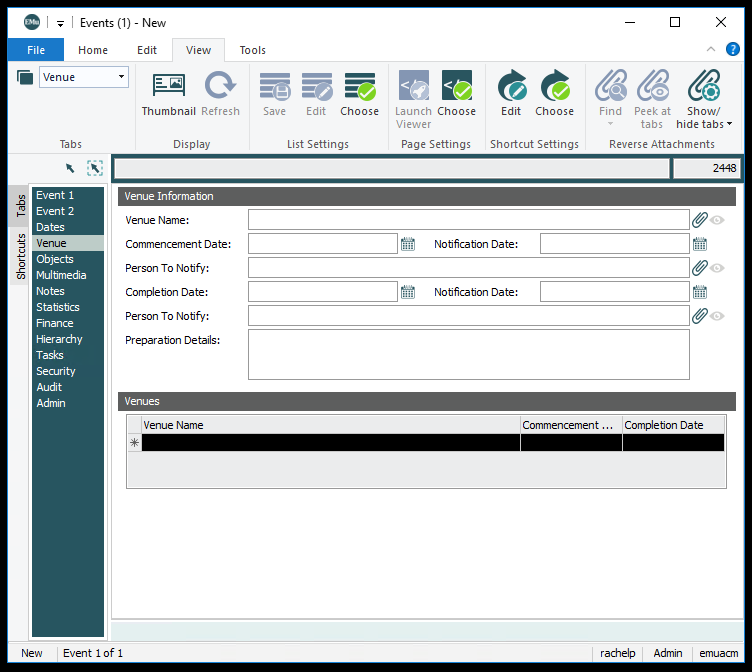 EMu Events (1) - New
File Home Edit View Tools ?
Venue
Thumbnail Refresh Save Edit Choose Launch Viewer Choose Edit Choose Find Peek at tabs Show/ hide tabs
Tabs Display List Settings Page Settings Shortcut Settings Reverse Attachments
2448
Tabs
Shortcuts
Event 1
Event 2
Dates
Venue
Objects
Multimedia
Notes
Statistics
Finance
Hierarchy
Tasks
Security
Audit
Admin
Venue Information
Venue Name:
Commencement Date: Notification Date:
Person To Notify:
Completion Date: Notification Date:
Person To Notify:
Preparation Details:
Venues
Venue Name Commencement ... Completion Date
New Event 1 of 1 rachelp Admin emuacm